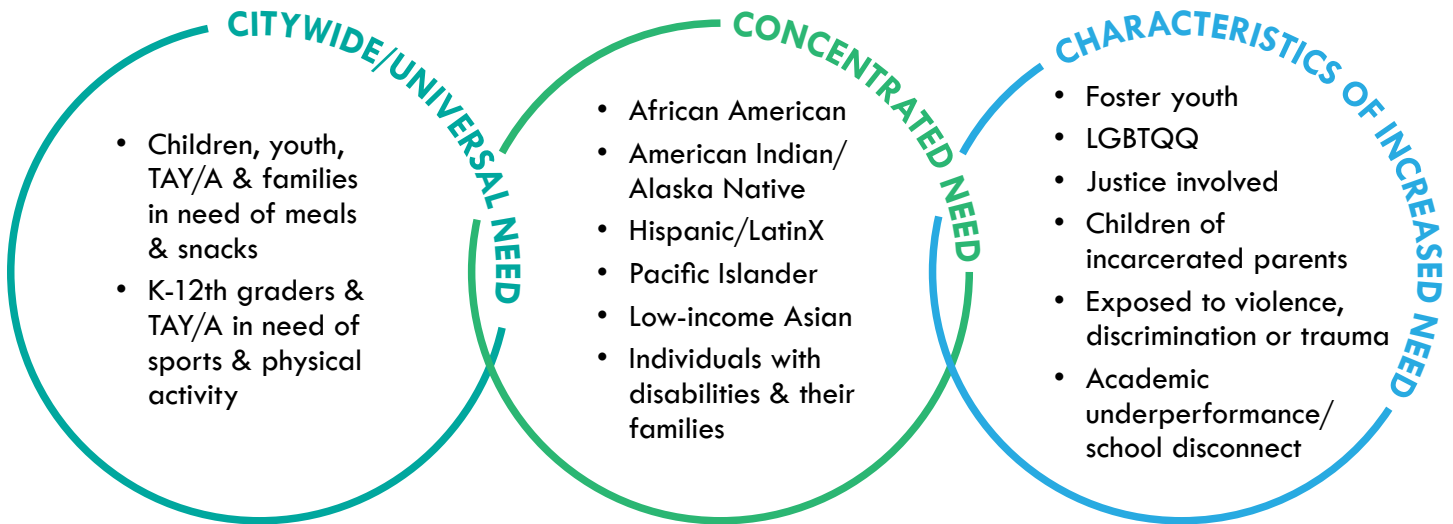 CITYWIDE/UNIVERSAL NEED
• Children, youth,
TAY/A & families
in need of meals
& snacks
• K-12th graders &
TAY/A in need of
sports & physical
activity
CONCENTRATED NEED
• African American
• American Indian/
Alaska Native
• Hispanic/LatinX
• Pacific Islander
• Low-income Asian
• Individuals with
disabilities & their
families
CHARACTERISTICS OF INCREASED NEED
• Foster youth
• LGBTQQ
• Justice involved
• Children of
incarcerated parents
• Exposed to violence,
discrimination or trauma
• Academic
underperformance/
school disconnect